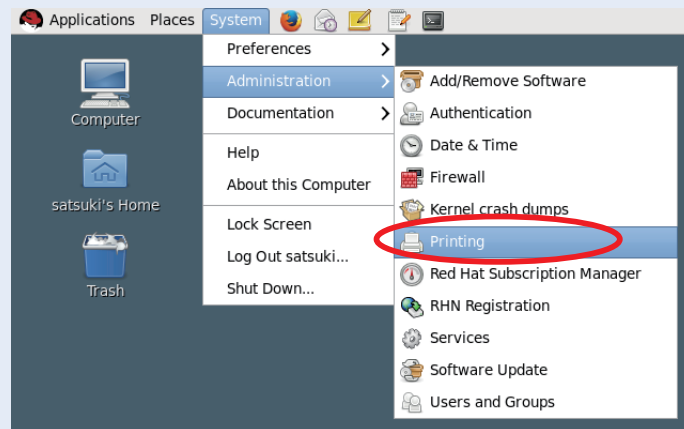 Applications Places System
Preferences
Administration
Documentation
Help
About this Computer
Lock Screen
Log Out satsuki...
Shut Down...
Add/Remove Software
Authentication
Date & Time
Firewall
Kernel crash dumps
Printing
Red Hat Subscription Manager
RHN Registration
Services
Software Update
Users and Groups
Computer
satsuki's Home
Trash